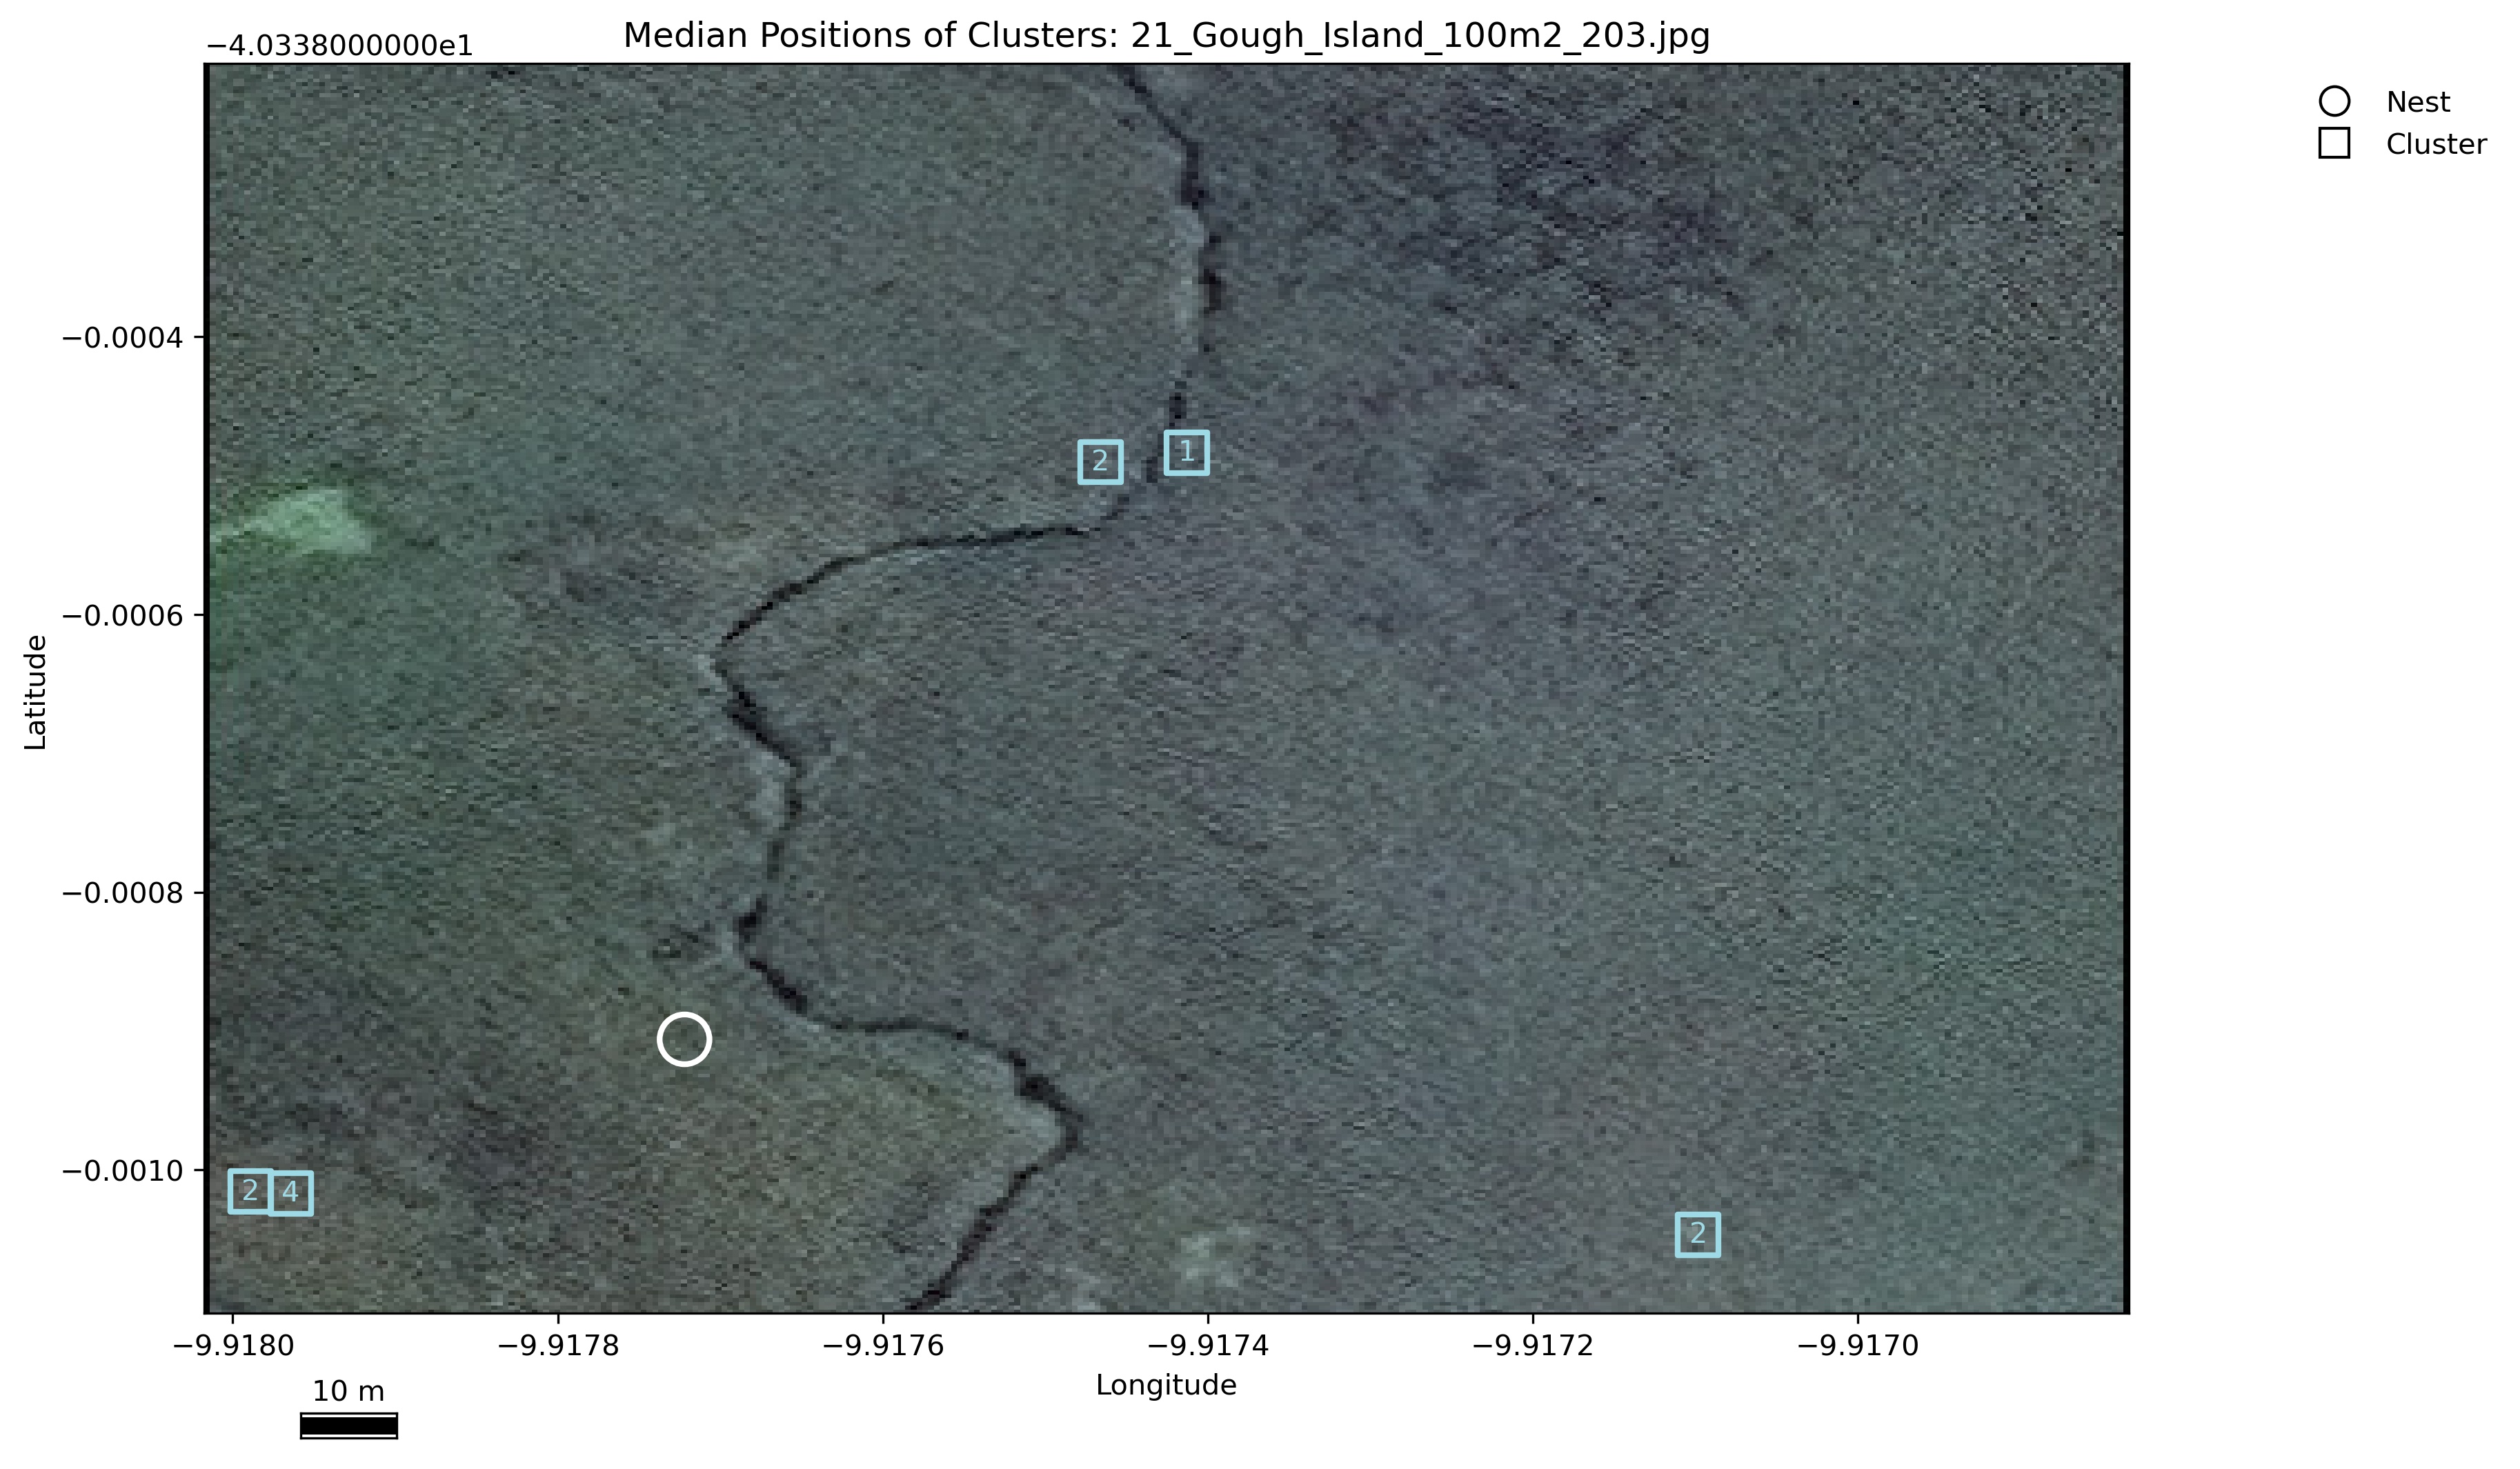 Median Positions of Clusters: 21_Gough_Island_100m2_203.jpg
−4.0338000000e1
Nest
Cluster
−0.0004
−0.0006
−0.0008
−0.0010
Latitude
2
1
2
4
2
−9.9180
−9.9178
−9.9176
−9.9174
−9.9172
−9.9170
Longitude
10 m